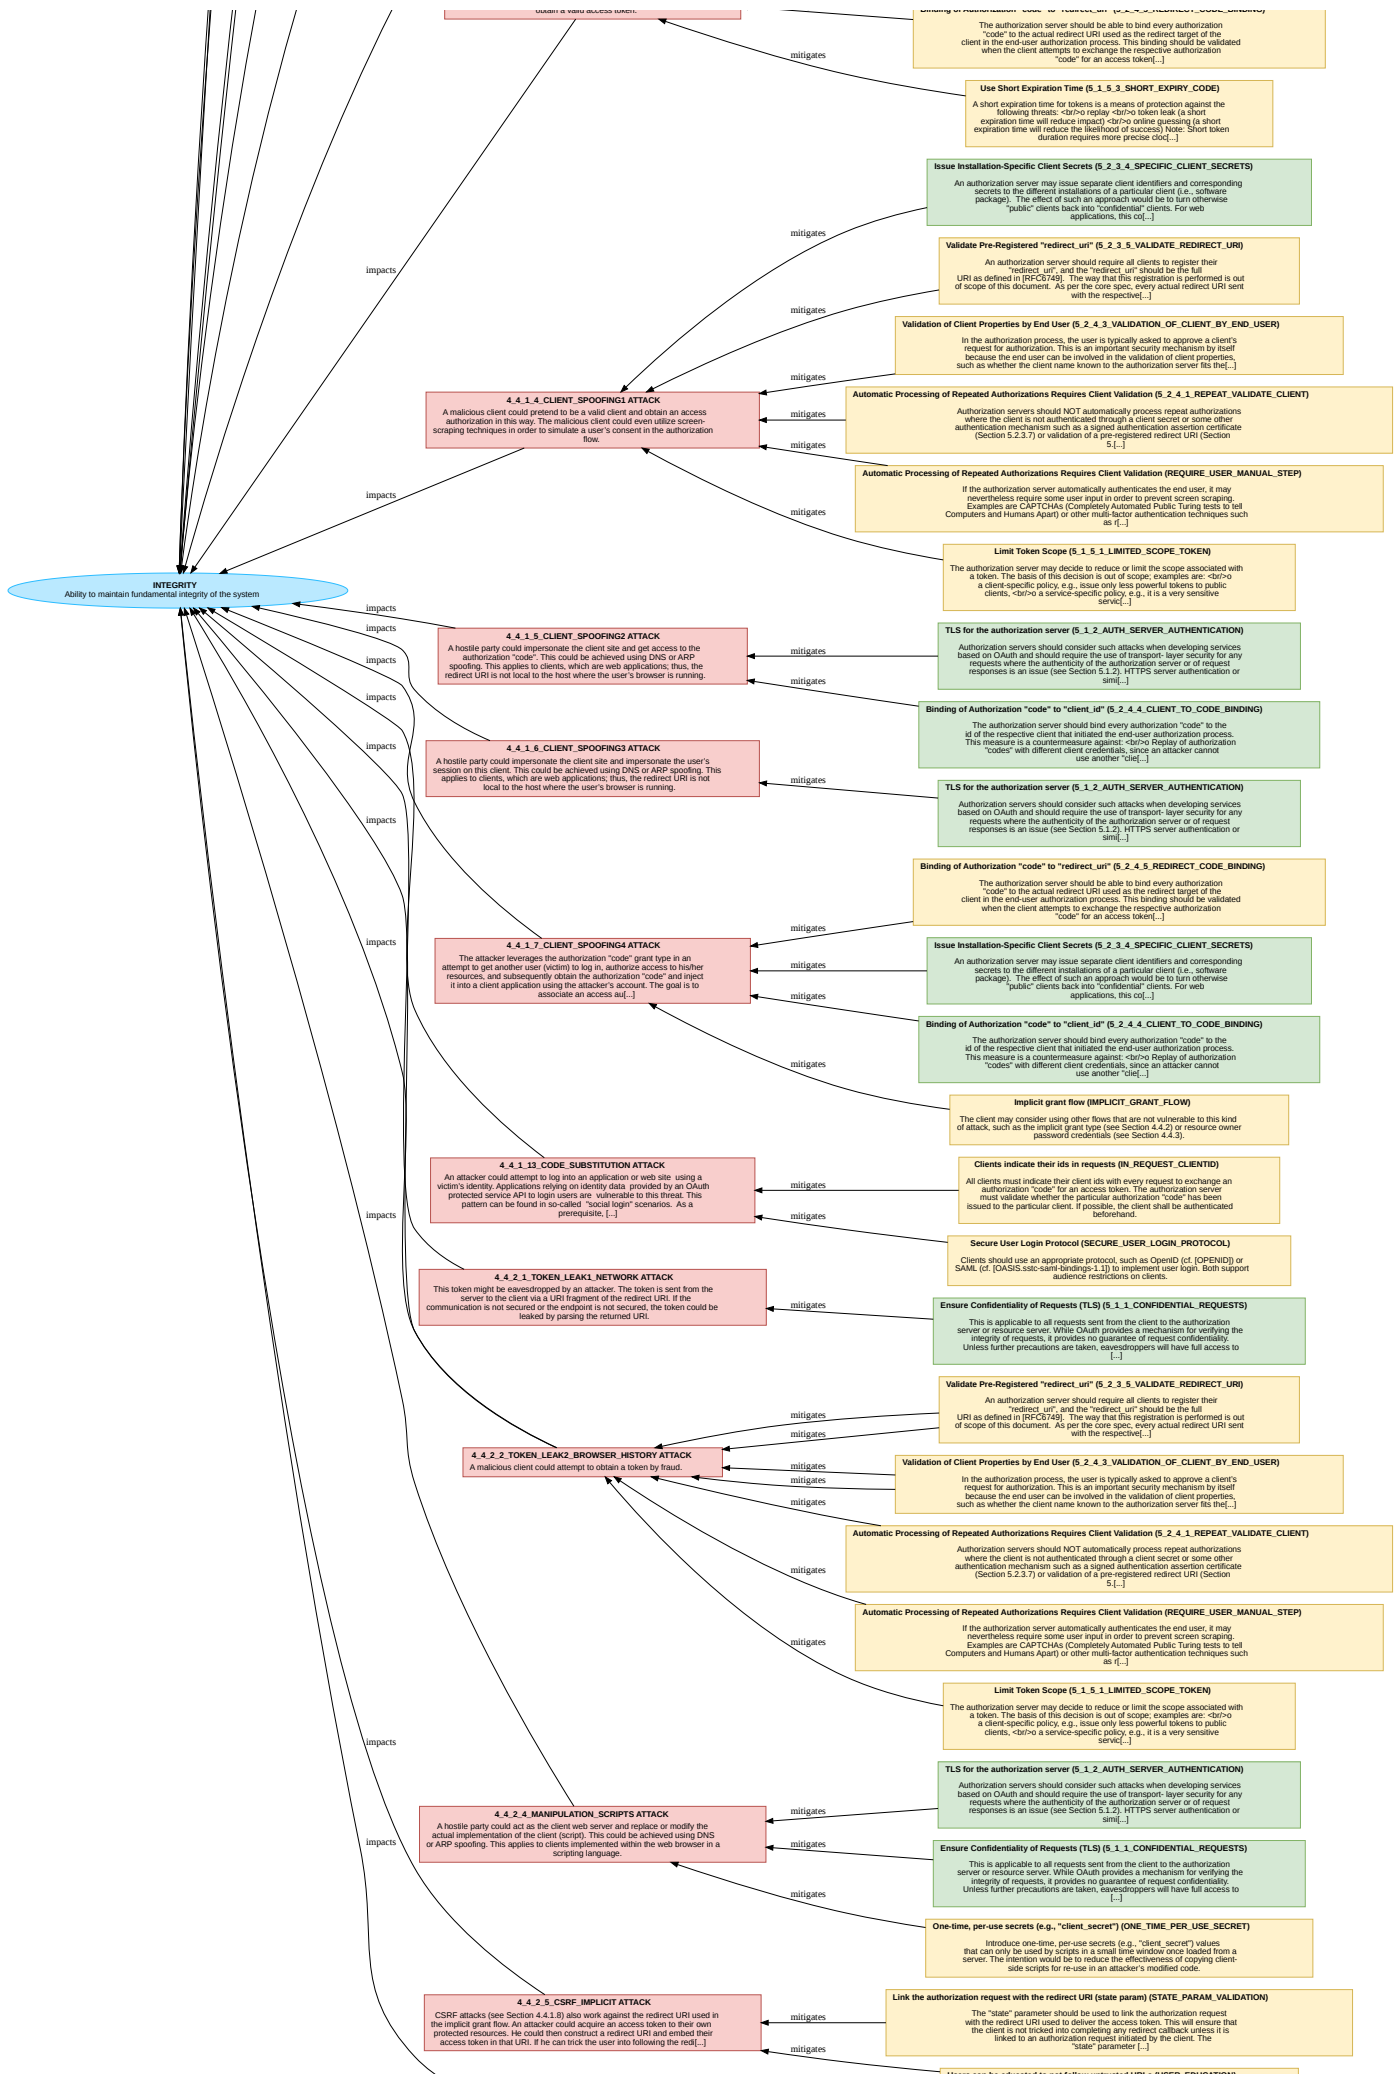 obtain a valid access token.
Binding of Authorization "code" to "redirect_uri" (5_2_4_5_REDIRECT_CODE_BINDING)
The authorization server should be able to bind every authorization
"code" to the actual redirect URI used as the redirect target of the
client in the end-user authorization process. This binding should be validated
when the client attempts to exchange the respective authorization
"code" for an access token[...]
mitigates
Use Short Expiration Time (5_1_5_3_SHORT_EXPIRY_CODE)
A short expiration time for tokens is a means of protection against the
following threats: <br/>o replay <br/>o token leak (a short
expiration time will reduce impact) <br/>o online guessing (a short
expiration time will reduce the likelihood of success) Note: Short token
duration requires more precise cloc[...]
impacts
mitigates
Issue Installation-Specific Client Secrets (5_2_3_4_SPECIFIC_CLIENT_SECRETS)
An authorization server may issue separate client identifiers and corresponding
secrets to the different installations of a particular client (i.e., software
package).  The effect of such an approach would be to turn otherwise
"public" clients back into "confidential" clients. For web
applications, this co[...]
mitigates
Validate Pre-Registered "redirect_uri" (5_2_3_5_VALIDATE_REDIRECT_URI)
An authorization server should require all clients to register their
"redirect_uri", and the "redirect_uri" should be the full
URI as defined in [RFC6749].  The way that this registration is performed is out
of scope of this document.  As per the core spec, every actual redirect URI sent
with the respective[...]
mitigates
Validation of Client Properties by End User (5_2_4_3_VALIDATION_OF_CLIENT_BY_END_USER)
In the authorization process, the user is typically asked to approve a client's
request for authorization. This is an important security mechanism by itself
because the end user can be involved in the validation of client properties,
such as whether the client name known to the authorization server fits the[...]
4_4_1_4_CLIENT_SPOOFING1 ATTACK
A malicious client could pretend to be a valid client and obtain an access
authorization in this way. The malicious client could even utilize screen-
scraping techniques in order to simulate a user's consent in the authorization
flow.
mitigates
Automatic Processing of Repeated Authorizations Requires Client Validation (5_2_4_1_REPEAT_VALIDATE_CLIENT)
Authorization servers should NOT automatically process repeat authorizations
where the client is not authenticated through a client secret or some other
authentication mechanism such as a signed authentication assertion certificate
(Section 5.2.3.7) or validation of a pre-registered redirect URI (Section
5.[...]
mitigates
Automatic Processing of Repeated Authorizations Requires Client Validation (REQUIRE_USER_MANUAL_STEP)
If the authorization server automatically authenticates the end user, it may
nevertheless require some user input in order to prevent screen scraping.
Examples are CAPTCHAs (Completely Automated Public Turing tests to tell
Computers and Humans Apart) or other multi-factor authentication techniques such
as r[...]
impacts
mitigates
Limit Token Scope (5_1_5_1_LIMITED_SCOPE_TOKEN)
The authorization server may decide to reduce or limit the scope associated with
a token. The basis of this decision is out of scope; examples are: <br/>o
a client-specific policy, e.g., issue only less powerful tokens to public
clients, <br/>o a service-specific policy, e.g., it is a very sensitive
servic[...]
INTEGRITY
Ability to maintain fundamental integrity of the system
impacts
4_4_1_5_CLIENT_SPOOFING2 ATTACK
A hostile party could impersonate the client site and get access to the
authorization "code". This could be achieved using DNS or ARP
spoofing. This applies to clients, which are web applications; thus, the
redirect URI is not local to the host where the user's browser is running.
mitigates
TLS for the authorization server (5_1_2_AUTH_SERVER_AUTHENTICATION)
Authorization servers should consider such attacks when developing services
based on OAuth and should require the use of transport- layer security for any
requests where the authenticity of the authorization server or of request
responses is an issue (see Section 5.1.2). HTTPS server authentication or
simi[...]
mitigates
Binding of Authorization "code" to "client_id" (5_2_4_4_CLIENT_TO_CODE_BINDING)
The authorization server should bind every authorization "code" to the
id of the respective client that initiated the end-user authorization process.
This measure is a countermeasure against: <br/>o Replay of authorization
"codes" with different client credentials, since an attacker cannot
use another "clie[...]
impacts
4_4_1_6_CLIENT_SPOOFING3 ATTACK
A hostile party could impersonate the client site and impersonate the user's
session on this client. This could be achieved using DNS or ARP spoofing. This
applies to clients, which are web applications; thus, the redirect URI is not
local to the host where the user's browser is running.
mitigates
TLS for the authorization server (5_1_2_AUTH_SERVER_AUTHENTICATION)
Authorization servers should consider such attacks when developing services
based on OAuth and should require the use of transport- layer security for any
requests where the authenticity of the authorization server or of request
responses is an issue (see Section 5.1.2). HTTPS server authentication or
simi[...]
impacts
mitigates
Binding of Authorization "code" to "redirect_uri" (5_2_4_5_REDIRECT_CODE_BINDING)
The authorization server should be able to bind every authorization
"code" to the actual redirect URI used as the redirect target of the
client in the end-user authorization process. This binding should be validated
when the client attempts to exchange the respective authorization
"code" for an access token[...]
4_4_1_7_CLIENT_SPOOFING4 ATTACK
The attacker leverages the authorization "code" grant type in an
attempt to get another user (victim) to log in, authorize access to his/her
resources, and subsequently obtain the authorization "code" and inject
it into a client application using the attacker's account. The goal is to
associate an access au[...]
mitigates
Issue Installation-Specific Client Secrets (5_2_3_4_SPECIFIC_CLIENT_SECRETS)
An authorization server may issue separate client identifiers and corresponding
secrets to the different installations of a particular client (i.e., software
package).  The effect of such an approach would be to turn otherwise
"public" clients back into "confidential" clients. For web
applications, this co[...]
mitigates
Binding of Authorization "code" to "client_id" (5_2_4_4_CLIENT_TO_CODE_BINDING)
The authorization server should bind every authorization "code" to the
id of the respective client that initiated the end-user authorization process.
This measure is a countermeasure against: <br/>o Replay of authorization
"codes" with different client credentials, since an attacker cannot
use another "clie[...]
mitigates
Implicit grant flow (IMPLICIT_GRANT_FLOW)
The client may consider using other flows that are not vulnerable to this kind
of attack, such as the implicit grant type (see Section 4.4.2) or resource owner
password credentials (see Section 4.4.3).
impacts
4_4_1_13_CODE_SUBSTITUTION ATTACK
An attacker could attempt to log into an application or web site  using a
victim's identity. Applications relying on identity data  provided by an OAuth
protected service API to login users are  vulnerable to this threat. This
pattern can be found in so-called  "social login" scenarios.  As a
prerequisite, [...]
mitigates
Clients indicate their ids in requests (IN_REQUEST_CLIENTID)
All clients must indicate their client ids with every request to exchange an
authorization "code" for an access token. The authorization server
must validate whether the particular authorization "code" has been
issued to the particular client. If possible, the client shall be authenticated
beforehand.
mitigates
Secure User Login Protocol (SECURE_USER_LOGIN_PROTOCOL)
Clients should use an appropriate protocol, such as OpenID (cf. [OPENID]) or
SAML (cf. [OASIS.sstc-saml-bindings-1.1]) to implement user login. Both support
audience restrictions on clients.
impacts
4_4_2_1_TOKEN_LEAK1_NETWORK ATTACK
This token might be eavesdropped by an attacker. The token is sent from the
server to the client via a URI fragment of the redirect URI. If the
communication is not secured or the endpoint is not secured, the token could be
leaked by parsing the returned URI.
mitigates
Ensure Confidentiality of Requests (TLS) (5_1_1_CONFIDENTIAL_REQUESTS)
This is applicable to all requests sent from the client to the authorization
server or resource server. While OAuth provides a mechanism for verifying the
integrity of requests, it provides no guarantee of request confidentiality.
Unless further precautions are taken, eavesdroppers will have full access to
[...]
impacts
impacts
mitigates
mitigates
Validate Pre-Registered "redirect_uri" (5_2_3_5_VALIDATE_REDIRECT_URI)
An authorization server should require all clients to register their
"redirect_uri", and the "redirect_uri" should be the full
URI as defined in [RFC6749].  The way that this registration is performed is out
of scope of this document.  As per the core spec, every actual redirect URI sent
with the respective[...]
4_4_2_2_TOKEN_LEAK2_BROWSER_HISTORY ATTACK
A malicious client could attempt to obtain a token by fraud.
mitigates
mitigates
Validation of Client Properties by End User (5_2_4_3_VALIDATION_OF_CLIENT_BY_END_USER)
In the authorization process, the user is typically asked to approve a client's
request for authorization. This is an important security mechanism by itself
because the end user can be involved in the validation of client properties,
such as whether the client name known to the authorization server fits the[...]
mitigates
Automatic Processing of Repeated Authorizations Requires Client Validation (5_2_4_1_REPEAT_VALIDATE_CLIENT)
Authorization servers should NOT automatically process repeat authorizations
where the client is not authenticated through a client secret or some other
authentication mechanism such as a signed authentication assertion certificate
(Section 5.2.3.7) or validation of a pre-registered redirect URI (Section
5.[...]
mitigates
Automatic Processing of Repeated Authorizations Requires Client Validation (REQUIRE_USER_MANUAL_STEP)
If the authorization server automatically authenticates the end user, it may
nevertheless require some user input in order to prevent screen scraping.
Examples are CAPTCHAs (Completely Automated Public Turing tests to tell
Computers and Humans Apart) or other multi-factor authentication techniques such
as r[...]
mitigates
Limit Token Scope (5_1_5_1_LIMITED_SCOPE_TOKEN)
The authorization server may decide to reduce or limit the scope associated with
a token. The basis of this decision is out of scope; examples are: <br/>o
a client-specific policy, e.g., issue only less powerful tokens to public
clients, <br/>o a service-specific policy, e.g., it is a very sensitive
servic[...]
impacts
4_4_2_4_MANIPULATION_SCRIPTS ATTACK
A hostile party could act as the client web server and replace or modify the
actual implementation of the client (script). This could be achieved using DNS
or ARP spoofing. This applies to clients implemented within the web browser in a
scripting language.
mitigates
TLS for the authorization server (5_1_2_AUTH_SERVER_AUTHENTICATION)
Authorization servers should consider such attacks when developing services
based on OAuth and should require the use of transport- layer security for any
requests where the authenticity of the authorization server or of request
responses is an issue (see Section 5.1.2). HTTPS server authentication or
simi[...]
mitigates
Ensure Confidentiality of Requests (TLS) (5_1_1_CONFIDENTIAL_REQUESTS)
This is applicable to all requests sent from the client to the authorization
server or resource server. While OAuth provides a mechanism for verifying the
integrity of requests, it provides no guarantee of request confidentiality.
Unless further precautions are taken, eavesdroppers will have full access to
[...]
mitigates
One-time, per-use secrets (e.g., "client_secret") (ONE_TIME_PER_USE_SECRET)
Introduce one-time, per-use secrets (e.g., "client_secret") values
that can only be used by scripts in a small time window once loaded from a
server. The intention would be to reduce the effectiveness of copying client-
side scripts for re-use in an attacker's modified code.
impacts
4_4_2_5_CSRF_IMPLICIT ATTACK
CSRF attacks (see Section 4.4.1.8) also work against the redirect URI used in
the implicit grant flow. An attacker could acquire an access token to their own
protected resources. He could then construct a redirect URI and embed their
access token in that URI. If he can trick the user into following the redi[...]
mitigates
Link the authorization request with the redirect URI (state param) (STATE_PARAM_VALIDATION)
The "state" parameter should be used to link the authorization request
with the redirect URI used to deliver the access token. This will ensure that
the client is not tricked into completing any redirect callback unless it is
linked to an authorization request initiated by the client. The
"state" parameter [...]
impacts
mitigates
Users can be educated to not follow untrusted URLs (USER_EDUCATION)